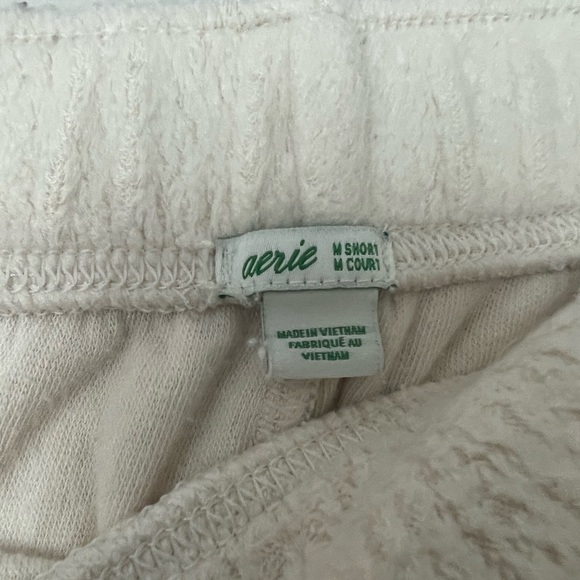 aerie
M SHORT
M COURT
MADE IN VIETNAM
FABRIQUÉ AU
VIETNAM